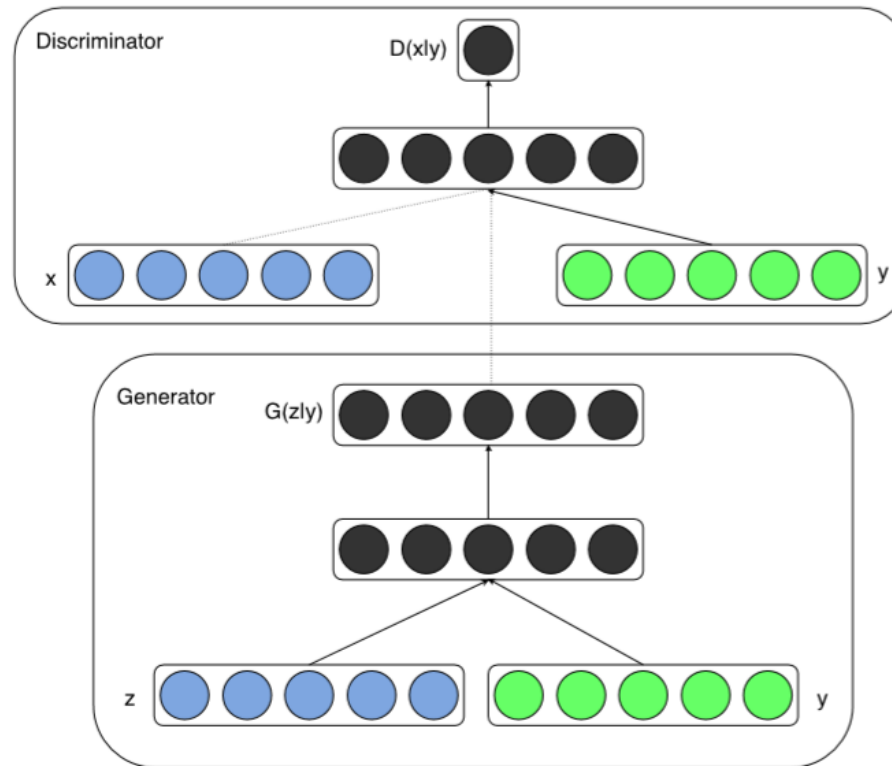 Discriminator
D(x|y)
x
y
Generator
G(z|y)
z
y